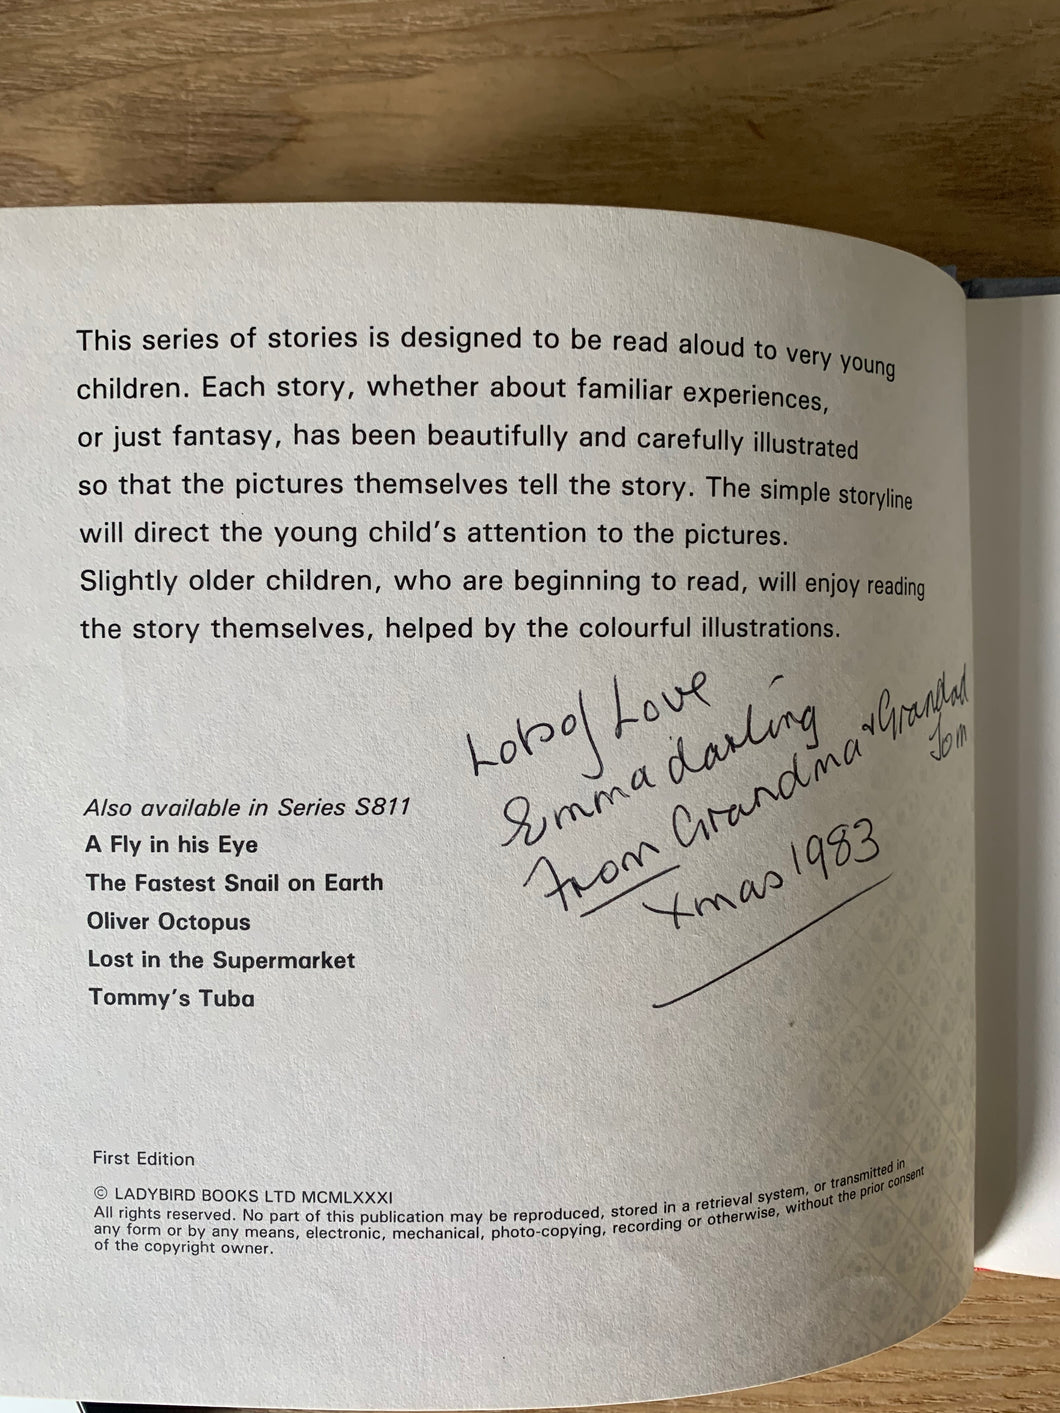 This series of stories is designed to be read aloud to very young
children. Each story, whether about familiar experiences,
or just fantasy, has been beautifully and carefully illustrated
so that the pictures themselves tell the story. The simple storyline
will direct the young child's attention to the pictures.
Slightly older children, who are beginning to read, will enjoy reading
the story themselves, helped by the colourful illustrations.
Lots of Love
Emma darling
From Grandma & Grandad
Tom
Xmas 1983
Also available in Series S811
A Fly in his Eye
The Fastest Snail on Earth
Oliver Octopus
Lost in the Supermarket
Tommy's Tuba
First Edition
© LADYBIRD BOOKS LTD MCMLXXXI
All rights reserved. No part of this publication may be reproduced, stored in a retrieval system, or transmitted in
any form or by any means, electronic, mechanical, photo-copying, recording or otherwise, without the prior consent
of the copyright owner.